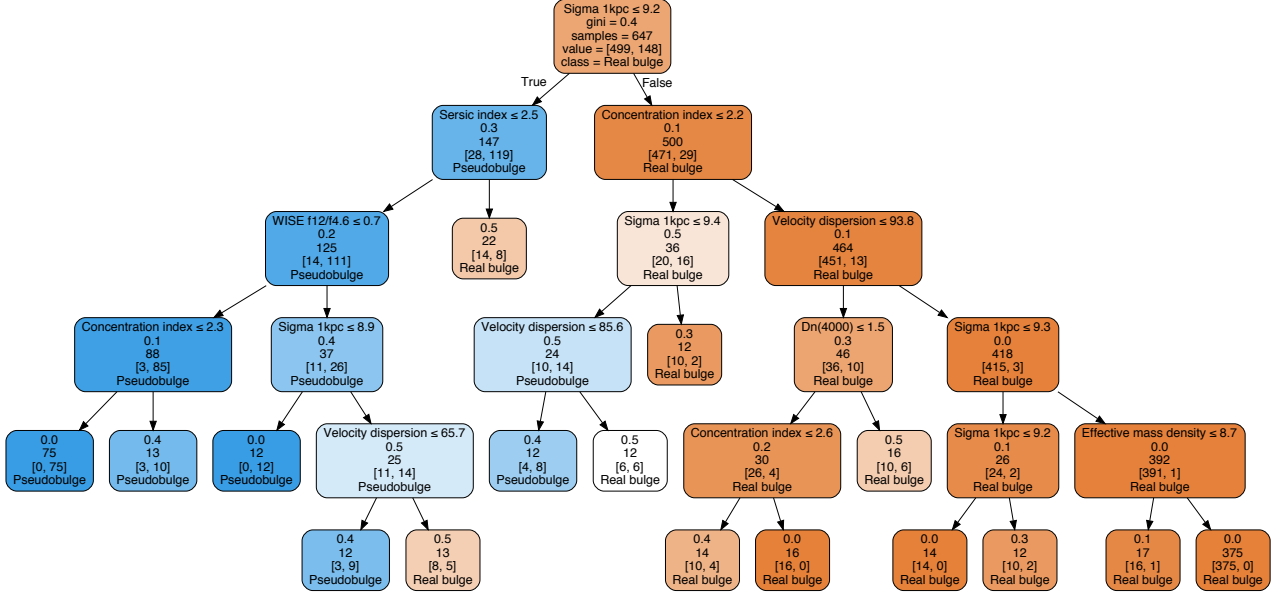 Sigma 1kpc ≤ 9.2
gini = 0.4
samples = 647
value = [499, 148]
class = Real bulge
True
False
Sersic index ≤ 2.5
0.3
147
[28, 119]
Pseudobulge
Concentration index ≤ 2.2
0.1
500
[471, 29]
Real bulge
WISE f12/f4.6 ≤ 0.7
0.2
125
[14, 111]
Pseudobulge
0.5
22
[14, 8]
Real bulge
Sigma 1kpc ≤ 9.4
0.5
36
[20, 16]
Real bulge
Velocity dispersion ≤ 93.8
0.1
464
[451, 13]
Real bulge
Concentration index ≤ 2.3
0.1
88
[3, 85]
Pseudobulge
Sigma 1kpc ≤ 8.9
0.4
37
[11, 26]
Pseudobulge
Velocity dispersion ≤ 85.6
0.5
24
[10, 14]
Pseudobulge
0.3
12
[10, 2]
Real bulge
Dn(4000) ≤ 1.5
0.3
46
[36, 10]
Real bulge
Sigma 1kpc ≤ 9.3
0.0
418
[415, 3]
Real bulge
0.0
75
[0, 75]
Pseudobulge
0.4
13
[3, 10]
Pseudobulge
0.0
12
[0, 12]
Pseudobulge
Velocity dispersion ≤ 65.7
0.5
25
[11, 14]
Pseudobulge
0.4
12
[4, 8]
Pseudobulge
0.5
12
[6, 6]
Real bulge
Concentration index ≤ 2.6
0.2
30
[26, 4]
Real bulge
0.5
16
[10, 6]
Real bulge
Sigma 1kpc ≤ 9.2
0.1
26
[24, 2]
Real bulge
Effective mass density ≤ 8.7
0.0
392
[391, 1]
Real bulge
0.4
12
[3, 9]
Pseudobulge
0.5
13
[8, 5]
Real bulge
0.4
14
[10, 4]
Real bulge
0.0
16
[16, 0]
Real bulge
0.0
14
[14, 0]
Real bulge
0.3
12
[10, 2]
Real bulge
0.1
17
[16, 1]
Real bulge
0.0
375
[375, 0]
Real bulge